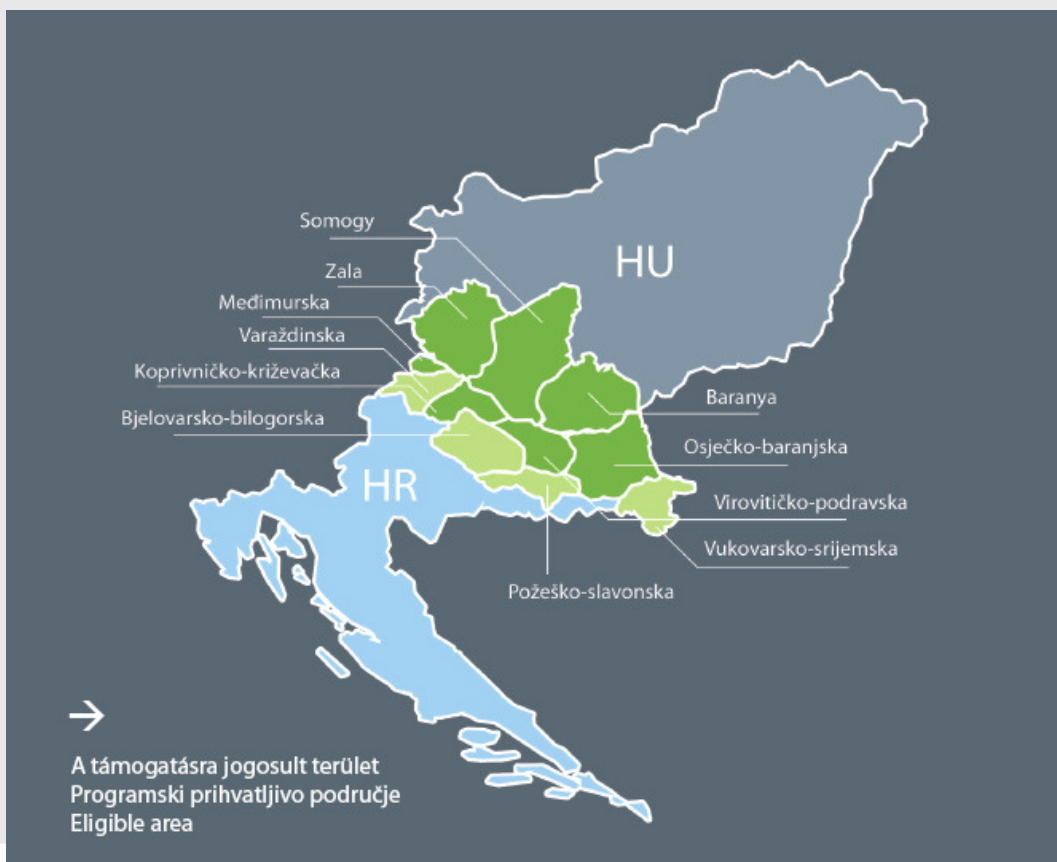 Somogy
Zala
Međimurska
Varaždinska
Koprivničko-križevačka
Bjelovarsko-bilogorska
HU
HR
Baranya
Osječko-baranjska
Virovitičko-podravska
Vukovarsko-srijemska
Požeško-slavonska
A támogatásra jogosult terület
Programski prihvatljivo područje
Eligible area